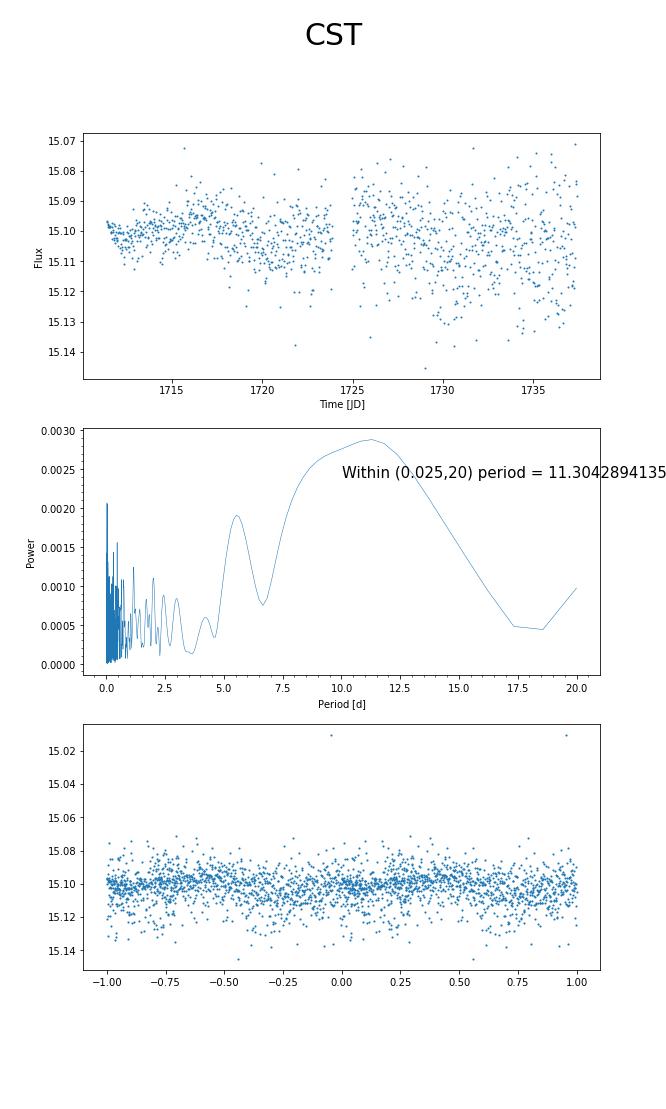 CST
15.07
15.08
15.09
15.10
15.11
15.12
15.13
15.14
Flux
1715 1720 1725 1730 1735
Time [JD]
0.0030
0.0025
0.0020
0.0015
0.0010
0.0005
0.0000
Power
Within (0.025,20) period = 11.3042894135
0.0 2.5 5.0 7.5 10.0 12.5 15.0 17.5 20.0
Period [d]
15.02
15.04
15.06
15.08
15.10
15.12
15.14
−1.00 −0.75 −0.50 −0.25 0.00 0.25 0.50 0.75 1.00